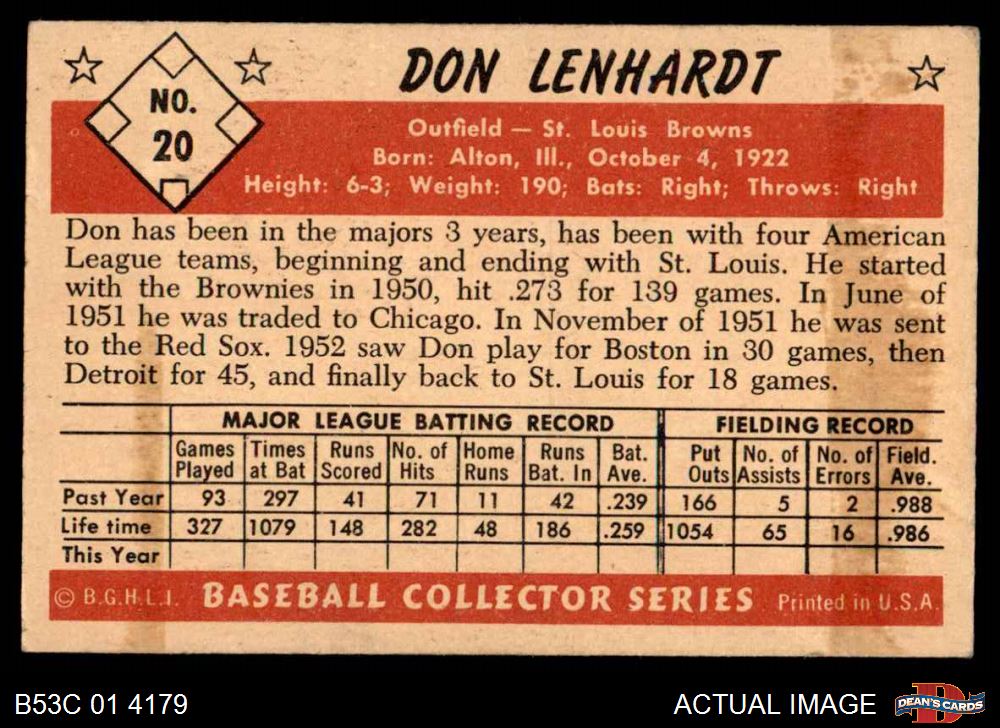 DON LENHARDT
NO.
20
Outfield — St. Louis Browns
Born: Alton, Ill., October 4, 1922
Height: 6-3; Weight: 190; Bats: Right; Throws: Right
Don has been in the majors 3 years, has been with four American
League teams, beginning and ending with St. Louis. He started
with the Brownies in 1950, hit .273 for 139 games. In June of
1951 he was traded to Chicago. In November of 1951 he was sent
to the Red Sox. 1952 saw Don play for Boston in 30 games, then
Detroit for 45, and finally back to St. Louis for 18 games.
MAJOR LEAGUE BATTING RECORD FIELDING RECORD
Games Times Runs No. of Home Runs Bat. Put No. of No. of Field.
Played at Bat Scored Hits Runs Bat. In Ave. Outs Assists Errors Ave.
Past Year 93 297 41 71 11 42 .239 166 5 2 .988
Life time 327 1079 148 282 48 186 .259 1054 65 16 .986
This Year
© B.G.H.L.I. BASEBALL COLLECTOR SERIES Printed in U.S.A.
B53C 01 4179 ACTUAL IMAGE DEAN'S CARDS